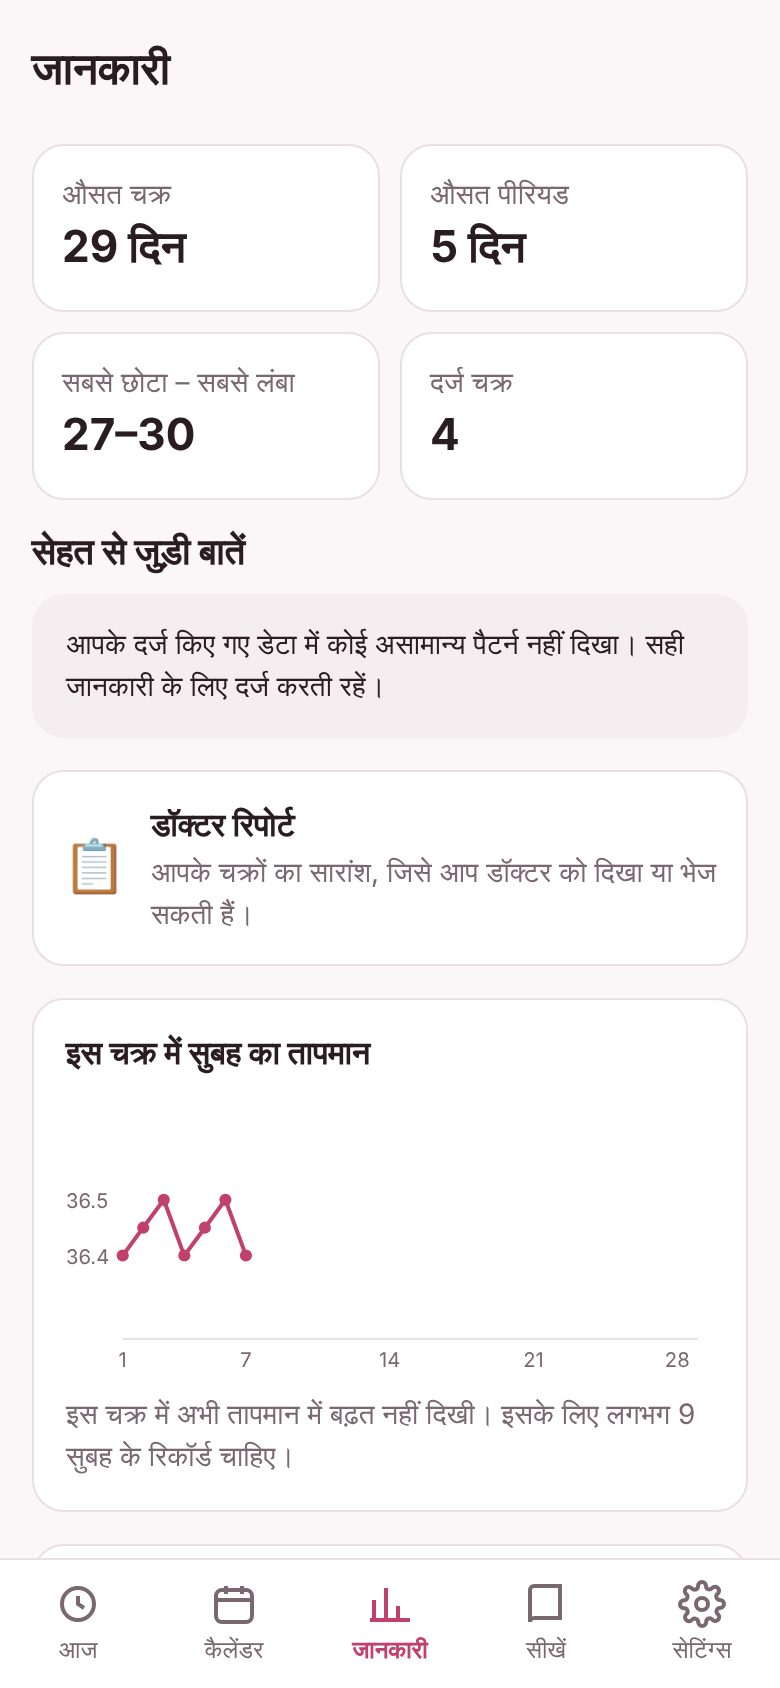 जानकारी
औसत चक्र
29 दिन
औसत पीरियड
5 दिन
सबसे छोटा – सबसे लंबा
27–30
दर्ज चक्र
4
सेहत से जुड़ी बातें
आपके दर्ज किए गए डेटा में कोई असामान्य पैटर्न नहीं दिखा। सही
जानकारी के लिए दर्ज करती रहें।
डॉक्टर रिपोर्ट
आपके चक्रों का सारांश, जिसे आप डॉक्टर को दिखा या भेज
सकती हैं।
इस चक्र में सुबह का तापमान
36.5
36.4
1 7 14 21 28
इस चक्र में अभी तापमान में बढ़त नहीं दिखी। इसके लिए लगभग 9
सुबह के रिकॉर्ड चाहिए।
आज कैलेंडर जानकारी सीखें सेटिंग्स